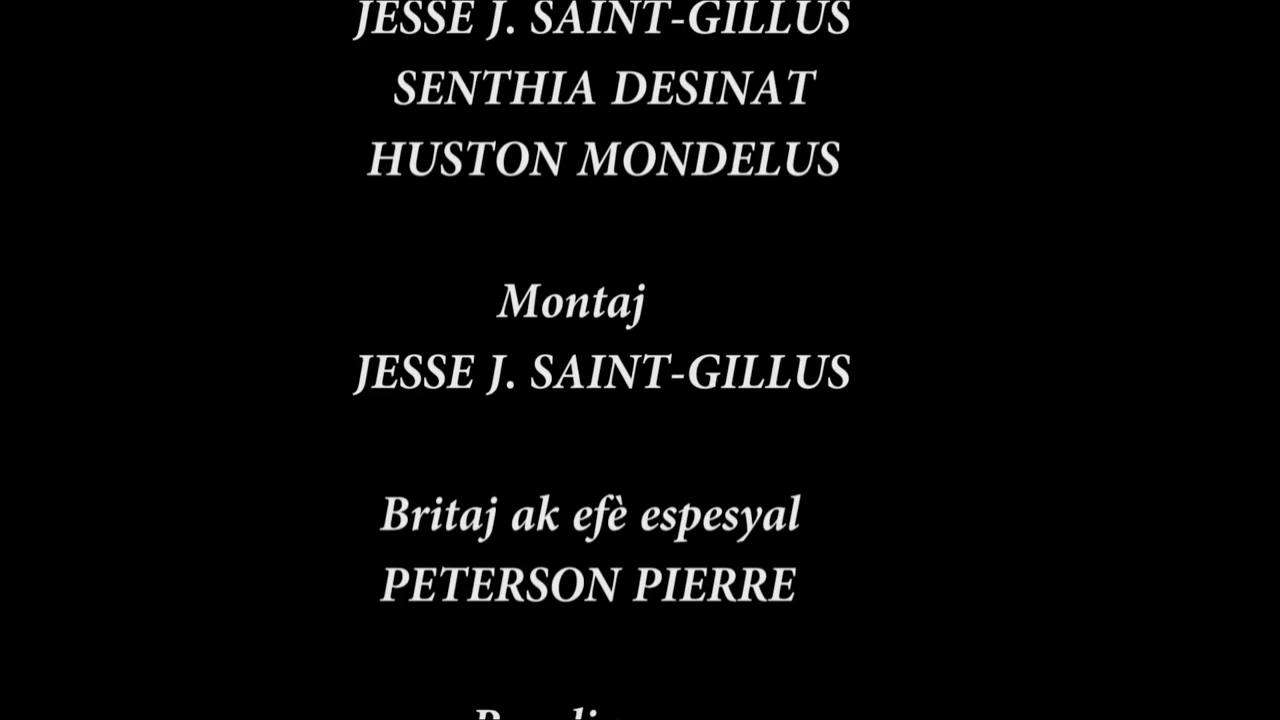 JESSE J. SAINT-GILLUS
SENTHIA DESINAT
HUSTON MONDELUS
Montaj
JESSE J. SAINT-GILLUS
Britaj ak efè espesyal
PETERSON PIERRE